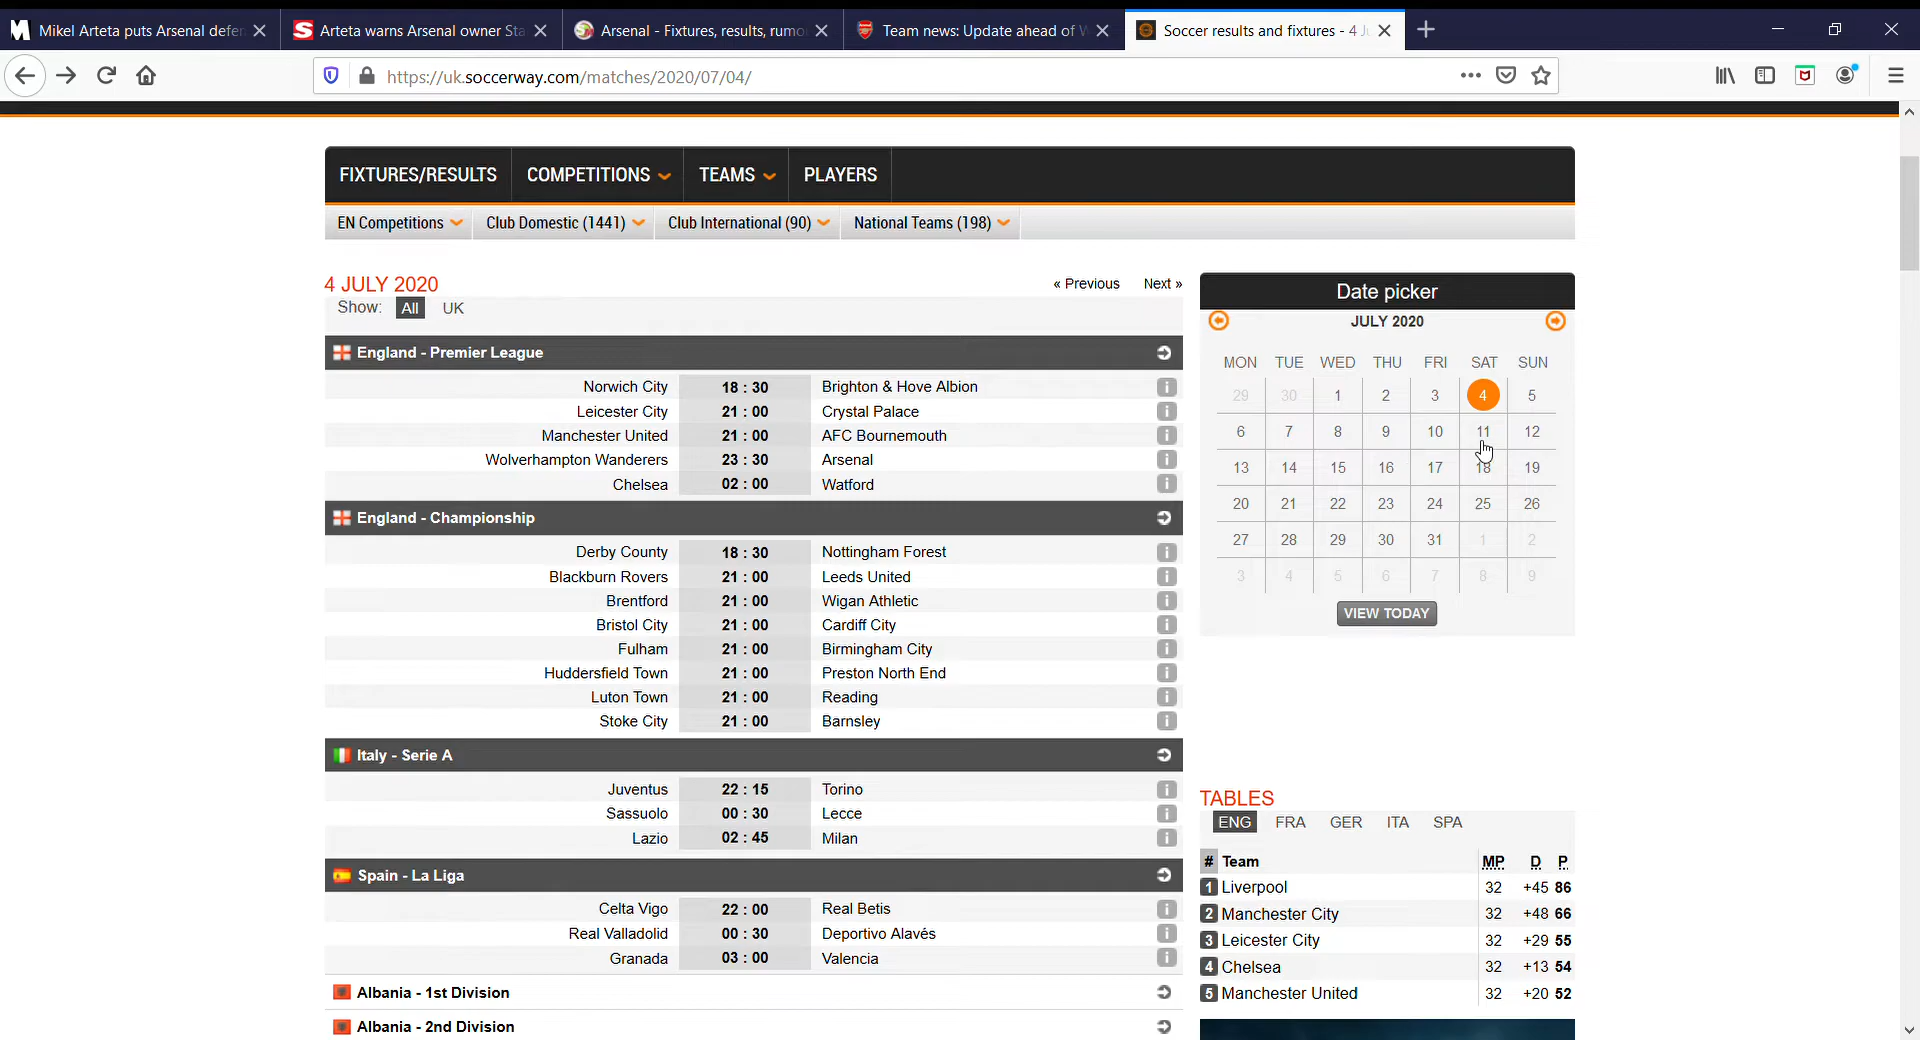 Mikel Arteta puts Arsenal defen
Arteta warns Arsenal owner Sta
Arsenal - Fixtures, results, rumo
Team news: Update ahead of W
Soccer results and fixtures - 4 Ju
https://uk.soccerway.com/matches/2020/07/04/
FIXTURES/RESULTS COMPETITIONS TEAMS PLAYERS
EN Competitions Club Domestic (1441) Club International (90) National Teams (198)
4 JULY 2020
« Previous Next »
Show: All UK
England - Premier League
Norwich City 18 : 30 Brighton & Hove Albion
Leicester City 21 : 00 Crystal Palace
Manchester United 21 : 00 AFC Bournemouth
Wolverhampton Wanderers 23 : 30 Arsenal
Chelsea 02 : 00 Watford
England - Championship
Derby County 18 : 30 Nottingham Forest
Blackburn Rovers 21 : 00 Leeds United
Brentford 21 : 00 Wigan Athletic
Bristol City 21 : 00 Cardiff City
Fulham 21 : 00 Birmingham City
Huddersfield Town 21 : 00 Preston North End
Luton Town 21 : 00 Reading
Stoke City 21 : 00 Barnsley
Italy - Serie A
Juventus 22 : 15 Torino
Sassuolo 00 : 30 Lecce
Lazio 02 : 45 Milan
Spain - La Liga
Celta Vigo 22 : 00 Real Betis
Real Valladolid 00 : 30 Deportivo Alavés
Granada 03 : 00 Valencia
Albania - 1st Division
Albania - 2nd Division
Date picker
JULY 2020
MON TUE WED THU FRI SAT SUN
29 30 1 2 3 4 5
6 7 8 9 10 11 12
13 14 15 16 17 18 19
20 21 22 23 24 25 26
27 28 29 30 31 1 2
3 4 5 6 7 8 9
VIEW TODAY
TABLES
ENG FRA GER ITA SPA
# Team MP D P
1 Liverpool 32 +45 86
2 Manchester City 32 +48 66
3 Leicester City 32 +29 55
4 Chelsea 32 +13 54
5 Manchester United 32 +20 52